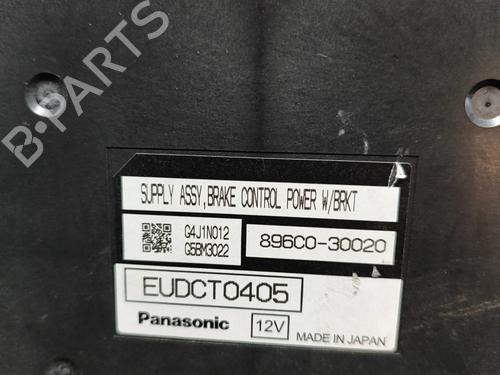 B-PARTS
SUPPLY ASSY,BRAKE CONTROL POWER W/BRKT
G4J1N012
G5BM3022
896C0-30020
EUDCT0405
Panasonic 12V MADE IN JAPAN